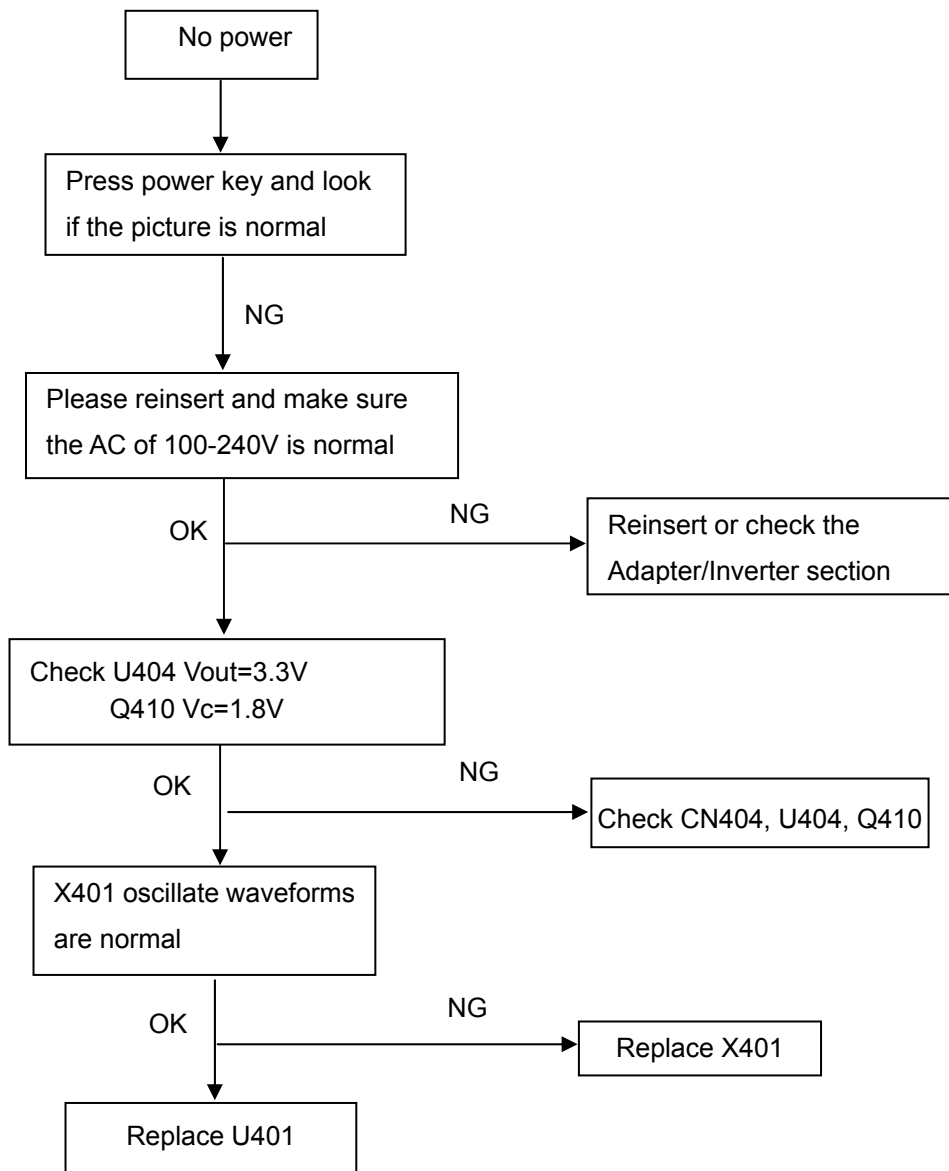 No power
Press power key and look
if the picture is normal
NG
Please reinsert and make sure
the AC of 100-240V is normal
OK
NG
Reinsert or check the
Adapter/Inverter section
Check U404 Vout=3.3V
Q410 Vc=1.8V
OK
NG
Check CN404, U404, Q410
X401 oscillate waveforms
are normal
OK
NG
Replace X401
Replace U401